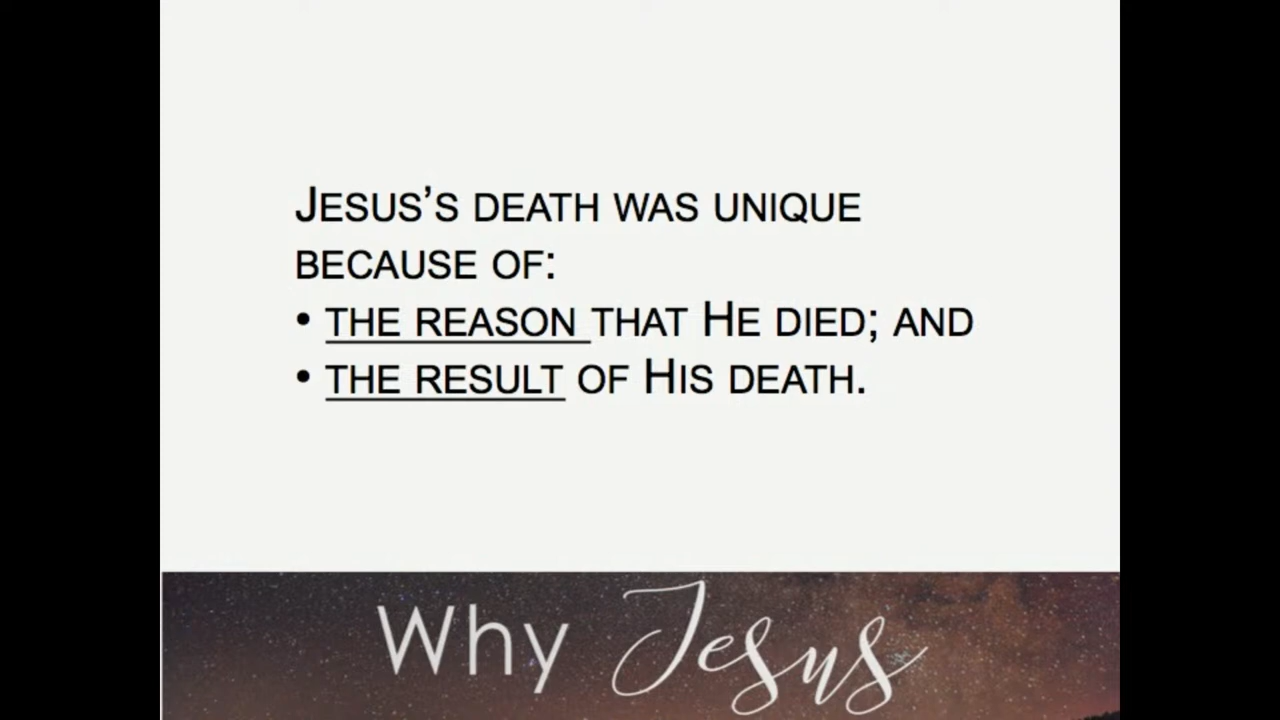 JESUS’S DEATH WAS UNIQUE
BECAUSE OF:
• THE REASON THAT HE DIED; AND
• THE RESULT OF HIS DEATH.
Why Jesus